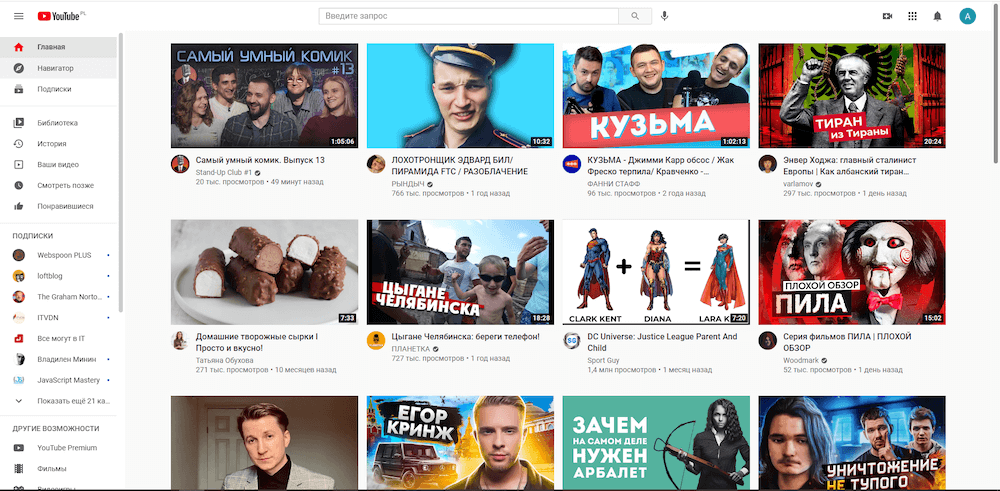 YouTube PL
Введите запрос
A
Главная
Навигатор
Подписки
Библиотека
История
Ваши видео
Смотреть позже
Понравившиеся
ПОДПИСКИ
Webspoon PLUS
loftblog
The Graham Norto...
ITVDN
Все могут в IT
Владилен Минин
JavaScript Mastery
Показать ещё 21 ка...
ДРУГИЕ ВОЗМОЖНОСТИ
YouTube Premium
Фильмы
Видеоигры
САМЫЙ УМНЫЙ КОМИК
#13
1:05:06
Самый умный комик. Выпуск 13
Stand-Up Club #1
20 тыс. просмотров • 49 минут назад
10:32
ЛОХОТРОНЩИК ЭДВАРД БИЛ/
ПИРАМИДА FTC / РАЗОБЛАЧЕНИЕ
РЫНДЫЧ
766 тыс. просмотров • 1 год назад
КУЗЬМА
1:02:13
КУЗЬМА - Джимми Карр обсос / Жак
Фреско терпила/ Кравченко -...
ФАННИ СТАФФ
96 тыс. просмотров • 2 года назад
ТИРАН
из Тираны
20:24
Энвер Ходжа: главный сталинист
Европы | Как албанский тиран...
varlamov
297 тыс. просмотров • 1 день назад
7:33
Домашние творожные сырки I
Просто и вкусно!
Татьяна Обухова
271 тыс. просмотров • 10 месяцев назад
ЦЫГАНЕ
ЧЕЛЯБИНСКА
18:28
Цыгане Челябинска: береги телефон!
ПЛАНЕТКА
727 тыс. просмотров • 1 год назад
+
=
CLARK KENT
DIANA
LARA K
7:20
SG
DC Universe: Justice League Parent And
Child
Sport Guy
1,4 млн просмотров • 1 месяц назад
ПЛОХОЙ ОБЗОР
ПИЛА
15:02
Серия фильмов ПИЛА | ПЛОХОЙ
ОБЗОР
Woodmark
52 тыс. просмотров • 1 день назад
ЕГОР
КРИНЖ
ЗАЧЕМ
НА САМОМ ДЕЛЕ
НУЖЕН
АРБАЛЕТ
УНИЧТОЖЕНИЕ
НЕ ТУПОГО